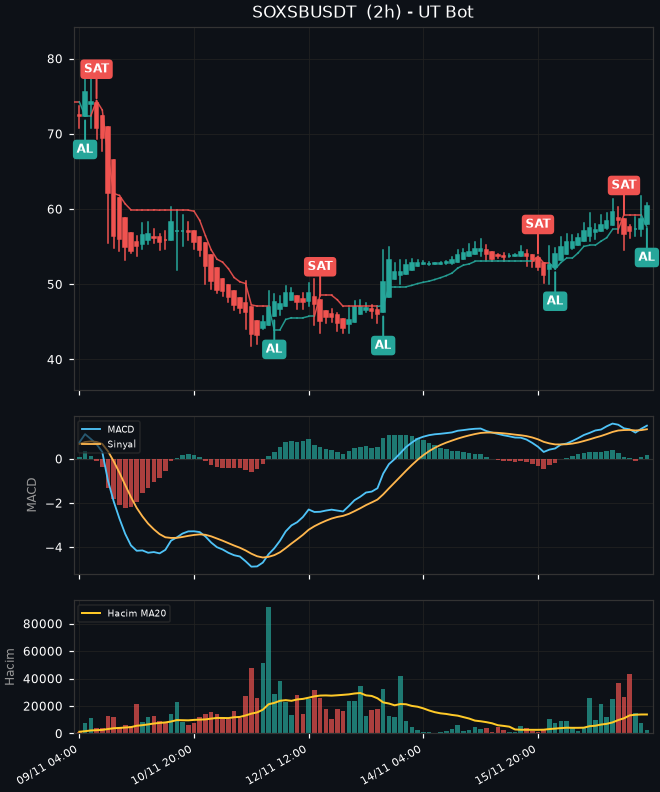 SOXSBUSDT (2h) - UT Bot
80
70
60
50
40
SAT
AL
AL
SAT
AL
SAT
AL
SAT
AL
MACD
Sinyal
MACD
0
−2
−4
Hacim MA20
Hacim
80000
60000
40000
20000
0
09/11 04:00
10/11 20:00
12/11 12:00
14/11 04:00
15/11 20:00